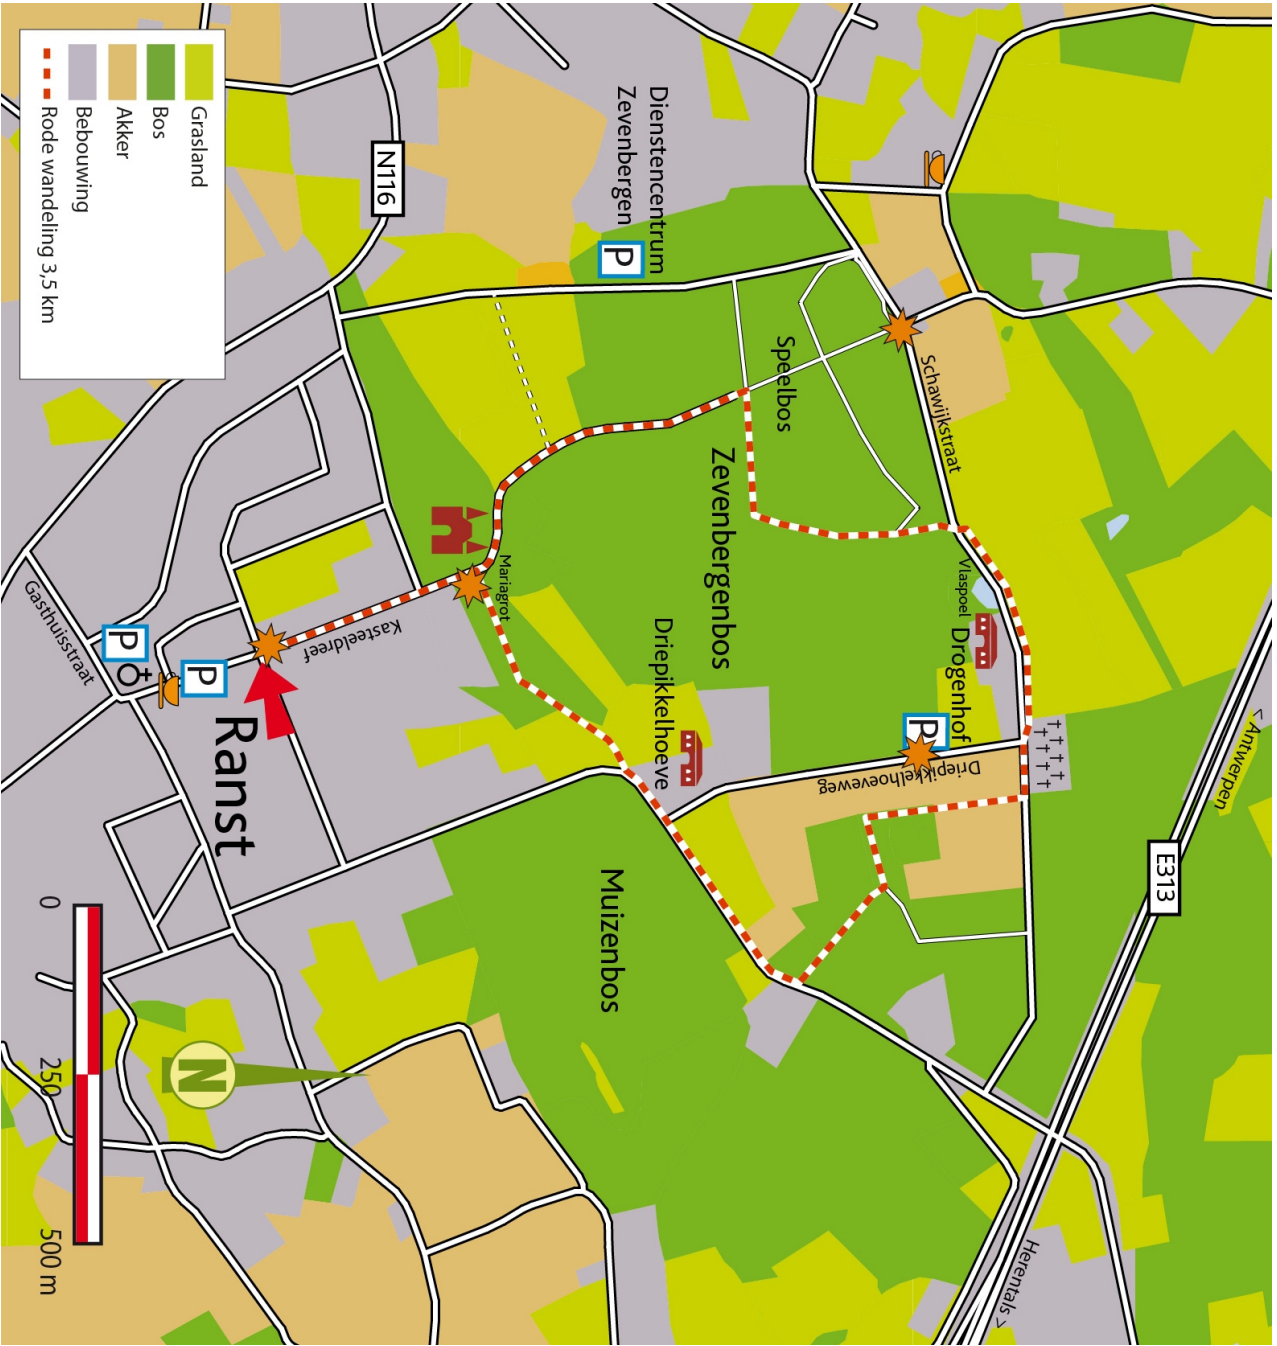 Grasland
Bos
Akker
Bebouwing
Rode wandeling 3,5 km
N116
Dienstencentrum
Zevenbergen
P
Speelbos
Schawijkstraat
Zevenbergenbos
Mariagrot
Kasteeldreef
Vlaspoel
Drogenhof
P
Driepikkelhoeve
Driepikkelhoeveweg
< Antwerpen
E313
Herentals >
Muizenbos
Gasthuisstraat
P
P
Ranst
N
0
250
500 m